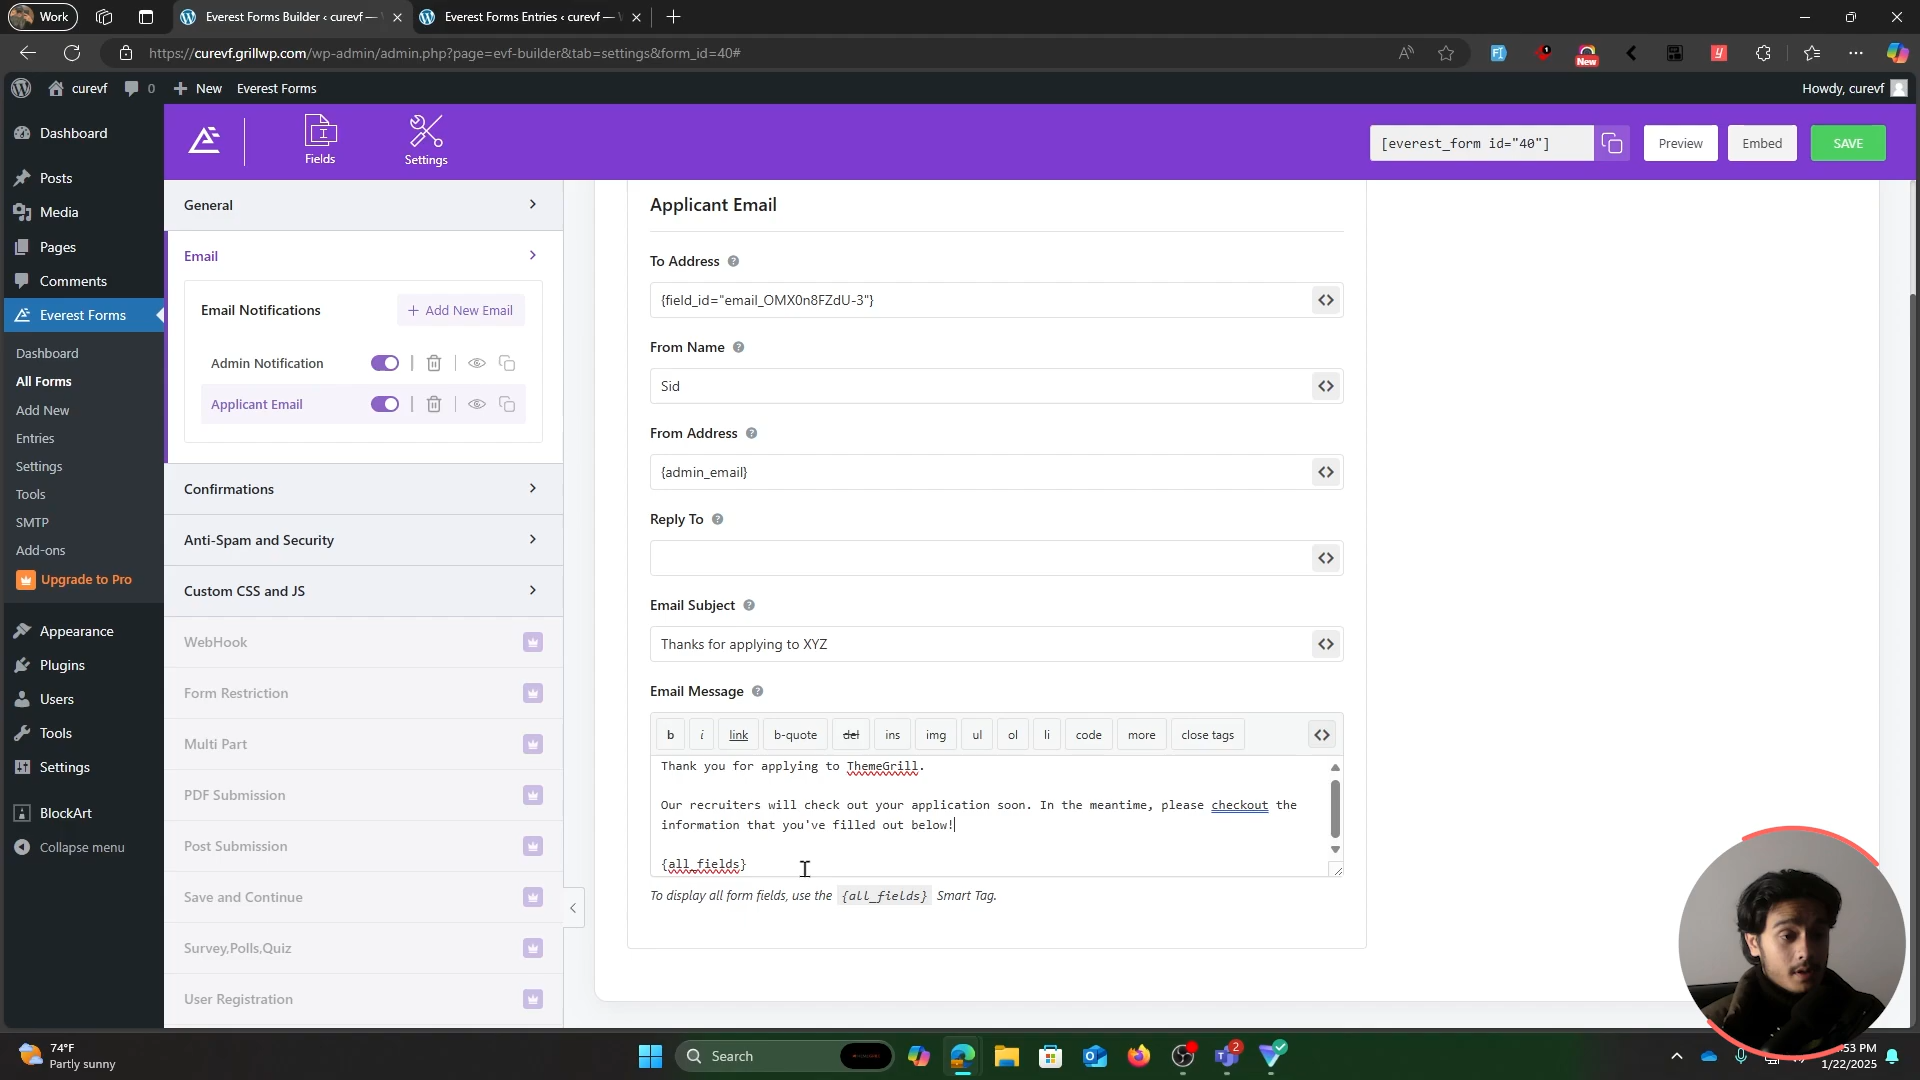 Work
Everest Forms Builder ‹ curevf —
Everest Forms Entries ‹ curevf —
https://curevf.grillwp.com/wp-admin/admin.php?page=evf-builder&tab=settings&form_id=40#
New
curevf
0
New
Everest Forms
Howdy, curevf
Dashboard
Posts
Media
Pages
Comments
Everest Forms
Dashboard
All Forms
Add New
Entries
Settings
Tools
SMTP
Add-ons
Upgrade to Pro
Appearance
Plugins
Users
Tools
Settings
BlockArt
Collapse menu
Fields
Settings
[everest_form id="40"]
Preview
Embed
SAVE
General
Email
Email Notifications
+ Add New Email
Admin Notification
Applicant Email
Confirmations
Anti-Spam and Security
Custom CSS and JS
WebHook
Form Restriction
Multi Part
PDF Submission
Post Submission
Save and Continue
Survey,Polls,Quiz
User Registration
Applicant Email
To Address
{field_id="email_OMX0n8FZdU-3"}
From Name
Sid
From Address
{admin_email}
Reply To
Email Subject
Thanks for applying to XYZ
Email Message
b i link b-quote del ins img ul ol li code more close tags
Thank you for applying to ThemeGrill.
Our recruiters will check out your application soon. In the meantime, please checkout the
information that you've filled out below!
{all_fields}
To display all form fields, use the {all_fields} Smart Tag.
74°F
Partly sunny
Search
2
:53 PM
1/22/2025